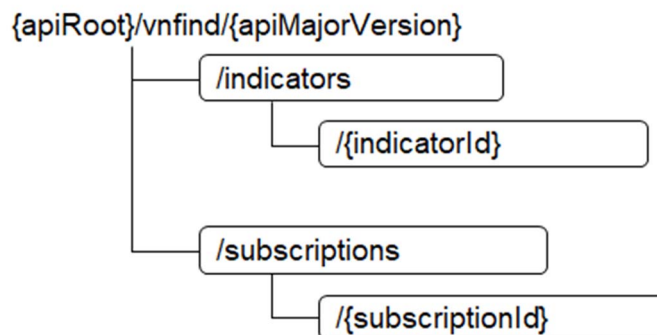 {apiRoot}/vnfind/{apiMajorVersion}
/indicators
/{indicatorId}
/subscriptions
/{subscriptionId}